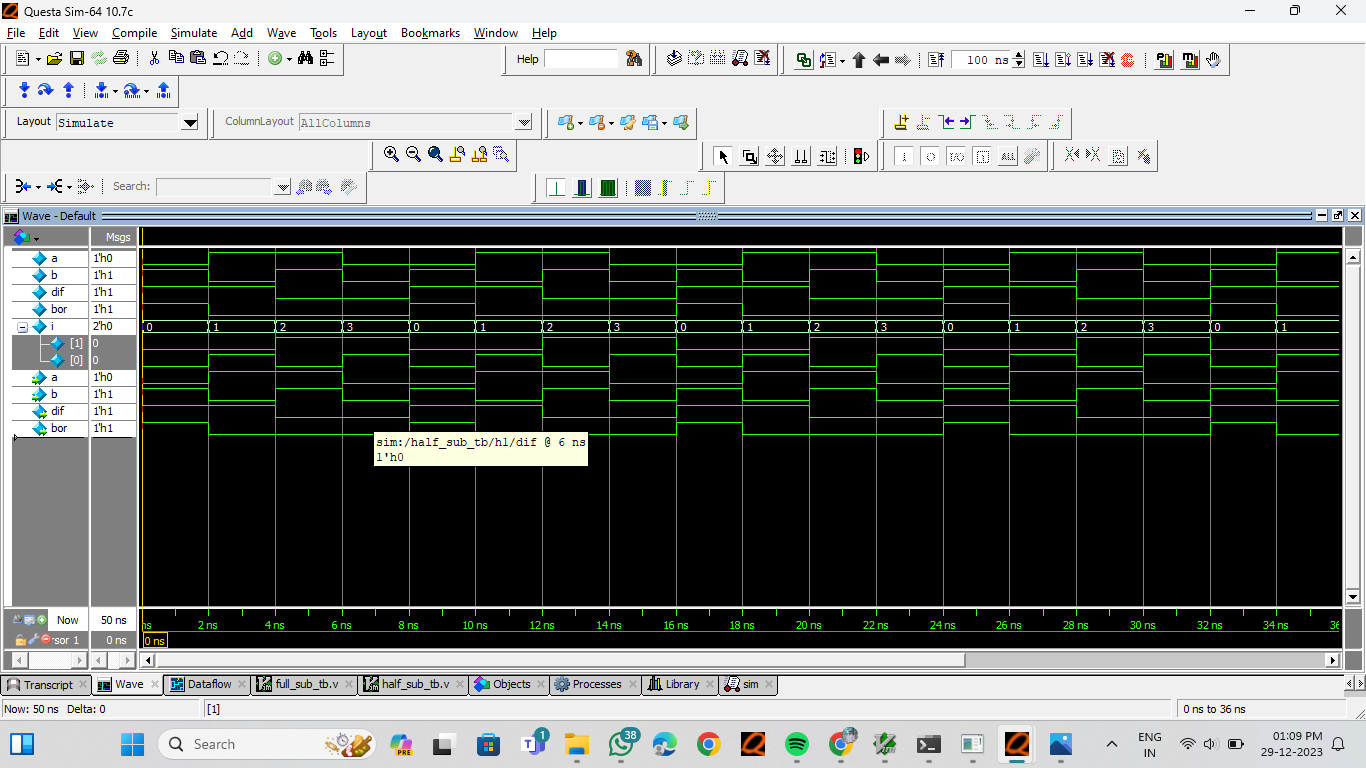 Questa Sim-64 10.7c
File Edit View Compile Simulate Add Wave Tools Layout Bookmarks Window Help
Help
100 ns
Layout Simulate
ColumnLayout AllColumns
Search:
Wave - Default
Msgs
a 1'h0
b 1'h1
dif 1'h1
bor 1'h1
i 2'h0 0 1 2 3 0 1 2 3 0 1 2 3 0 1 2 3 0 1
[1] 0
[0] 0
a 1'h0
b 1'h1
dif 1'h1
bor 1'h1
sim:/half_sub_tb/h1/dif @ 6 ns
1'h0
Now 50 ns ns 2 ns 4 ns 6 ns 8 ns 10 ns 12 ns 14 ns 16 ns 18 ns 20 ns 22 ns 24 ns 26 ns 28 ns 30 ns 32 ns 34 ns 36
rsor 1 0 ns 0 ns
Transcript Wave Dataflow full_sub_tb.v half_sub_tb.v Objects Processes Library sim
Now: 50 ns Delta: 0 [1] 0 ns to 36 ns
Search PRE 1 38 ENG 01:09 PM
IN 29-12-2023